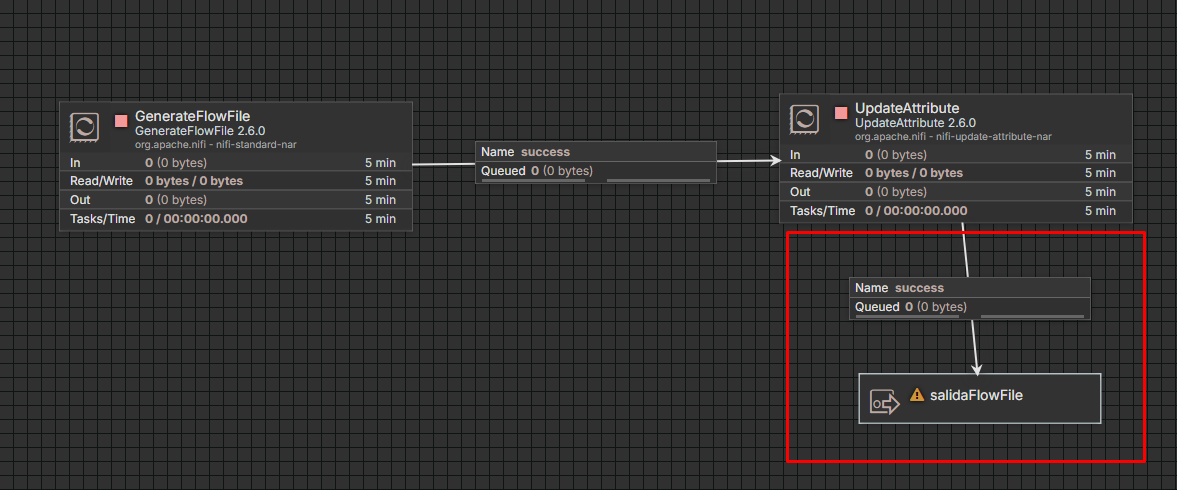 GenerateFlowFile
GenerateFlowFile 2.6.0
org.apache.nifi - nifi-standard-nar
In 0 (0 bytes) 5 min
Read/Write 0 bytes / 0 bytes 5 min
Out 0 (0 bytes) 5 min
Tasks/Time 0 / 00:00:00.000 5 min
Name success
Queued 0 (0 bytes)
UpdateAttribute
UpdateAttribute 2.6.0
org.apache.nifi - nifi-update-attribute-nar
In 0 (0 bytes) 5 min
Read/Write 0 bytes / 0 bytes 5 min
Out 0 (0 bytes) 5 min
Tasks/Time 0 / 00:00:00.000 5 min
Name success
Queued 0 (0 bytes)
salidaFlowFile